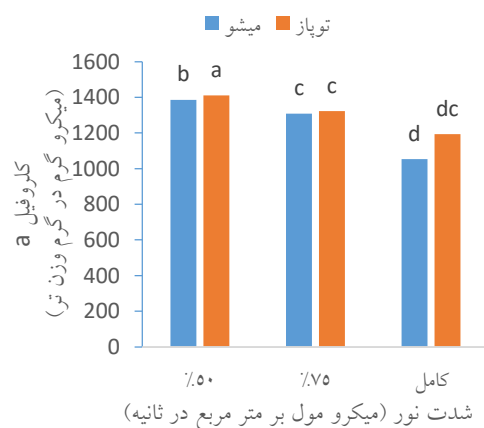 میشو توپاز
کلروفیل a
(میکرو گرم در گرم وزن تر)
1600
1400
1200
1000
800
600
400
200
0
b a c c d dc
٪۵۰ ٪۷۵ کامل
شدت نور (میکرو مول بر متر مربع در ثانیه)